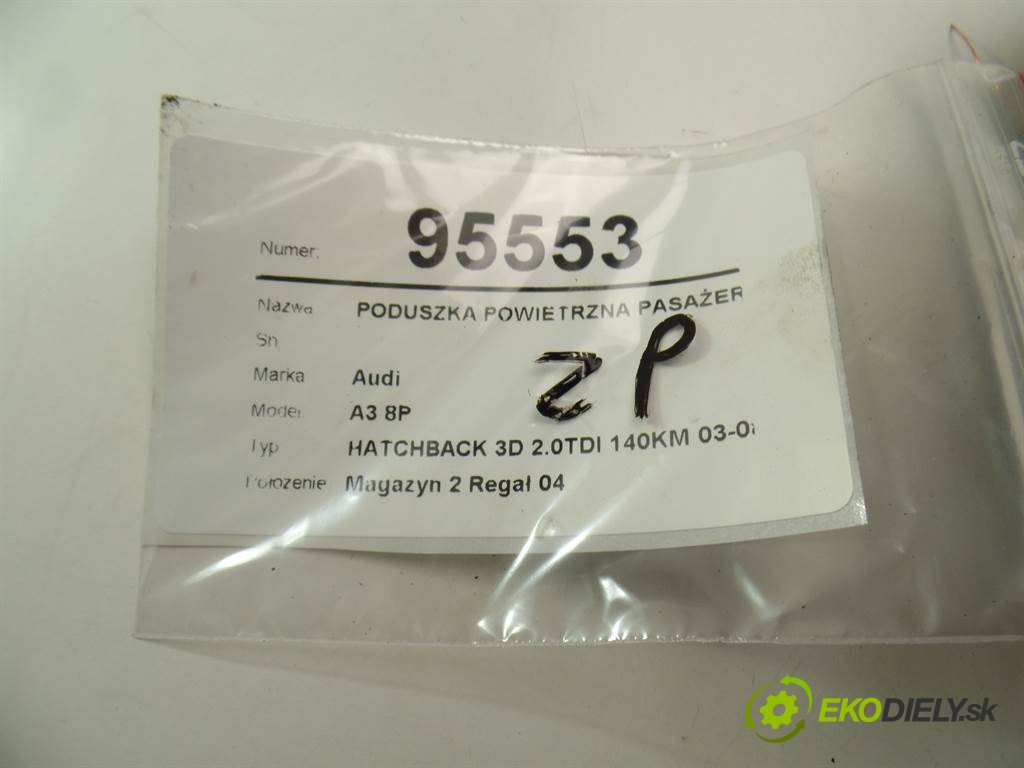 Numer: 95553
Nazwa PODUSZKA POWIETRZNA PASAŻER
Sn
Marka Audi
Model A3 8P
Typ HATCHBACK 3D 2.0TDI 140KM 03-0
Położenie Magazyn 2 Regał 04
ZP
EKODIELY.sk